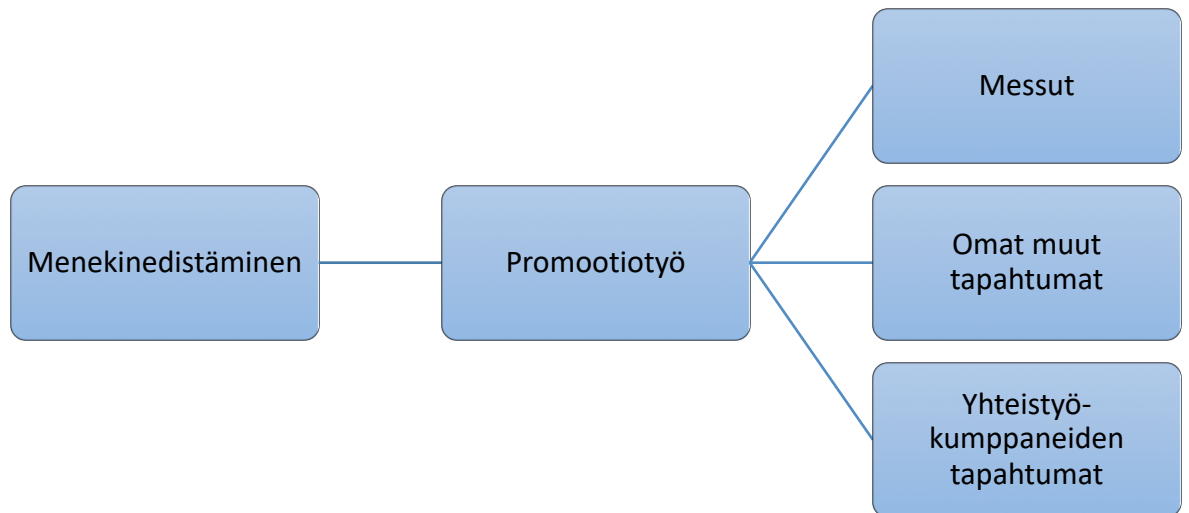 Menekinedistäminen
Promootiotyö
Messut
Omat muut
tapahtumat
Yhteistyö-
kumppaneiden
tapahtumat